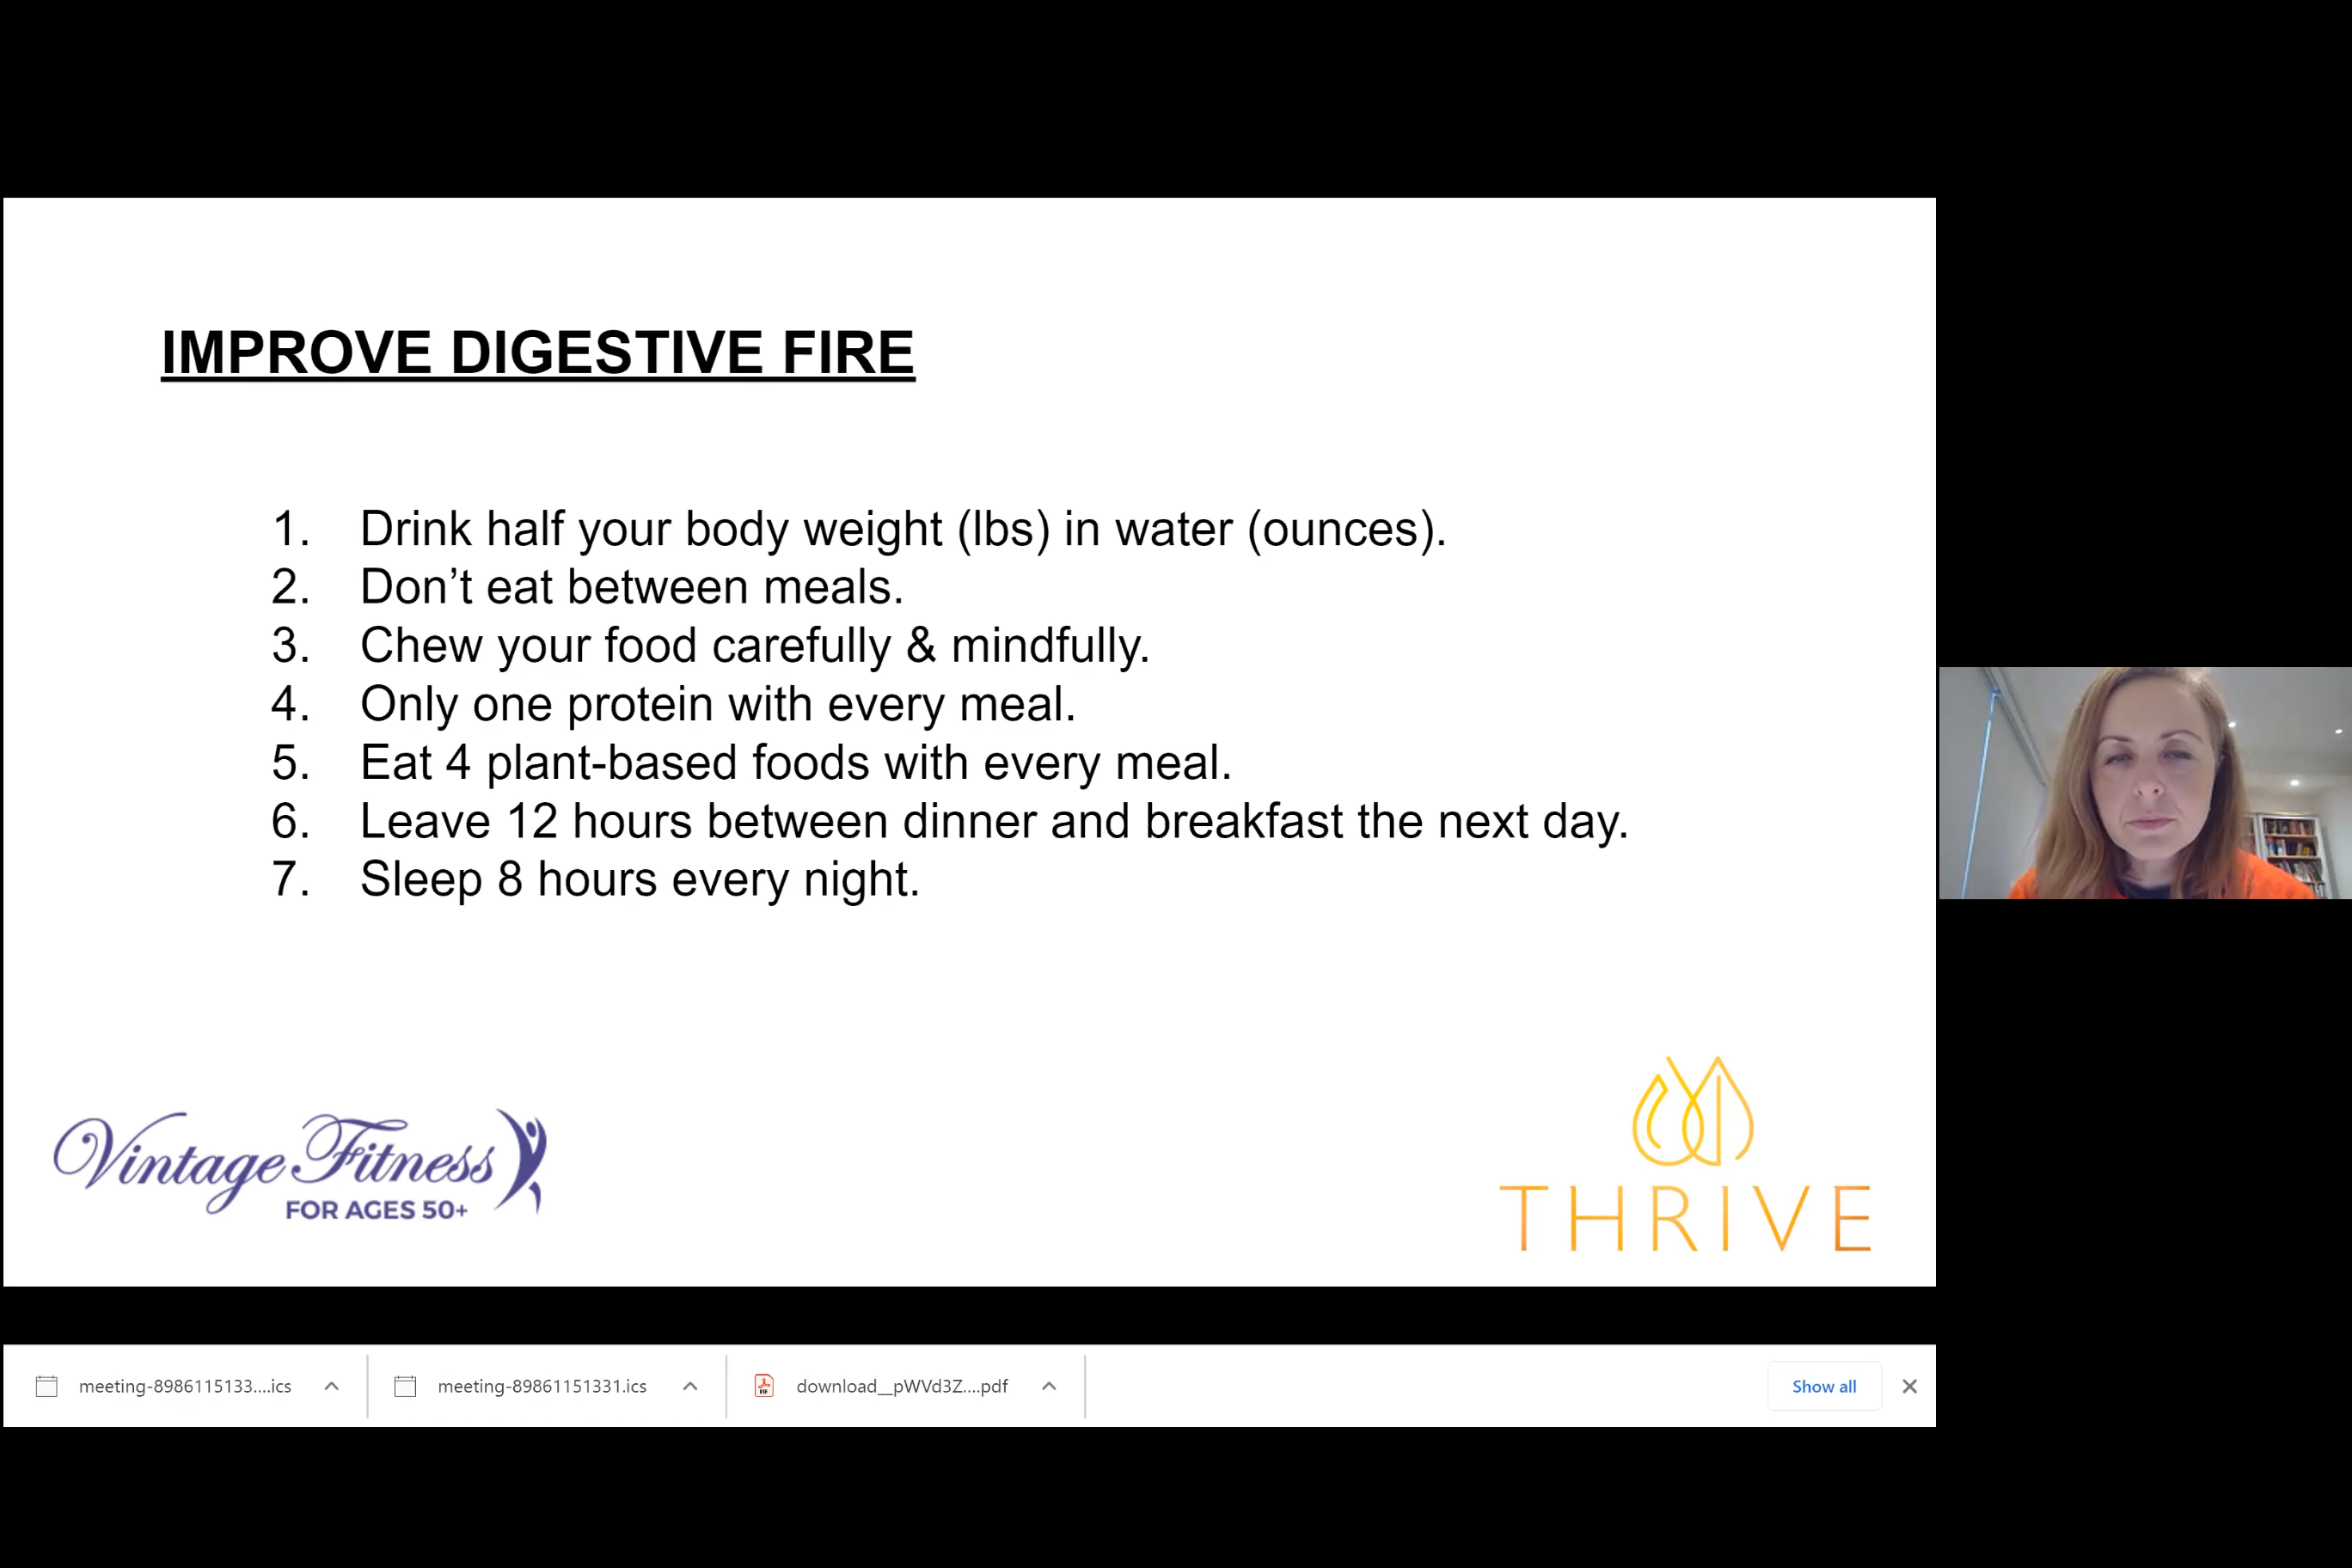 IMPROVE DIGESTIVE FIRE
1. Drink half your body weight (lbs) in water (ounces).
2. Don’t eat between meals.
3. Chew your food carefully & mindfully.
4. Only one protein with every meal.
5. Eat 4 plant-based foods with every meal.
6. Leave 12 hours between dinner and breakfast the next day.
7. Sleep 8 hours every night.
Vintage Fitness
FOR AGES 50+
THRIVE
meeting-8986115133....ics
meeting-89861151331.ics
download__pWVd3Z....pdf
Show all